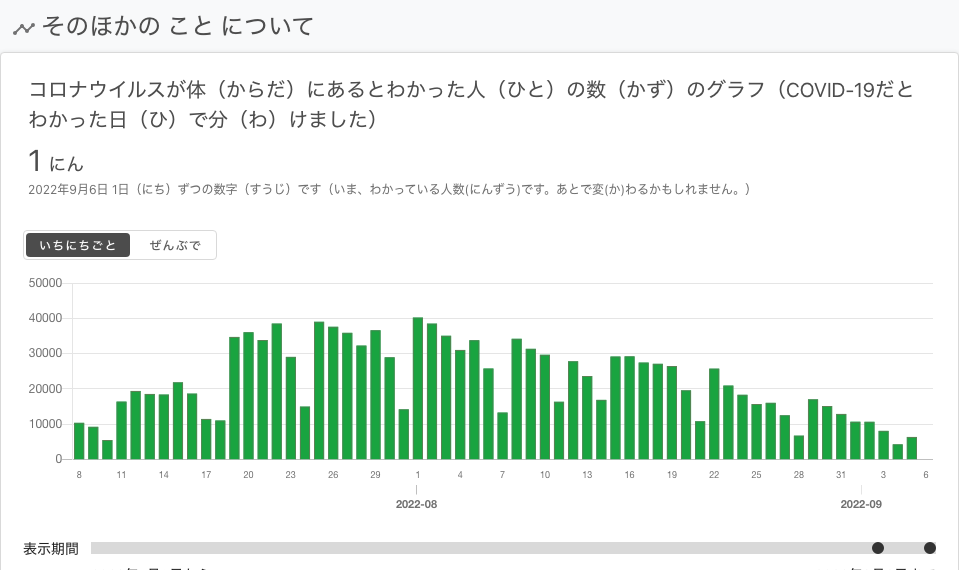 そのほかの こと について
コロナウイルスが体（からだ）にあるとわかった人（ひと）の数（かず）のグラフ（COVID-19だと
わかった日（ひ）で分（わ）けました）
1 にん
2022年9月6日 1日（にち）ずつの数字（すうじ）です（いま、わかっている人数(にんずう)です。あとで変(か)わるかもしれません。）
いちにちごと ぜんぶで
50000
40000
30000
20000
10000
0
8 11 14 17 20 23 26 29 1 4 7 10 13 16 19 22 25 28 31 3 6
2022-08 2022-09
表示期間